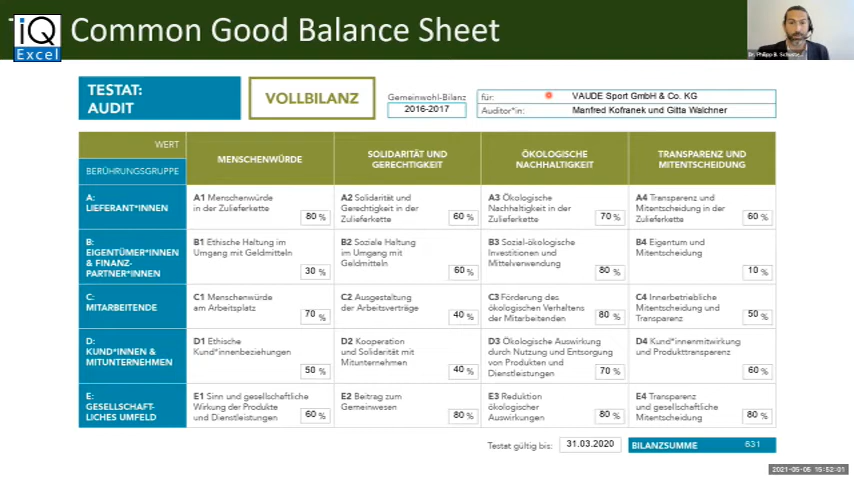 iQ
Excel
Common Good Balance Sheet
Dr. Philipp B. Schuste
TESTAT:
AUDIT
VOLLBILANZ
Gemeinwohl-Bilanz
2016-2017
für: VAUDE Sport GmbH & Co. KG
Auditor*in: Manfred Kofranek und Gitta Walchner
WERT
BERÜHRUNGSGRUPPE
MENSCHENWÜRDE
SOLIDARITÄT UND
GERECHTIGKEIT
ÖKOLOGISCHE
NACHHALTIGKEIT
TRANSPARENZ UND
MITENTSCHEIDUNG
A:
LIEFERANT*INNEN
A1 Menschenwürde
in der Zulieferkette
80 %
A2 Solidarität und
Gerechtigkeit in der
Zulieferkette
60 %
A3 Ökologische
Nachhaltigkeit in der
Zulieferkette
70 %
A4 Transparenz und
Mitentscheidung in der
Zulieferkette
60 %
B:
EIGENTÜMER*INNEN
& FINANZ-
PARTNER*INNEN
B1 Ethische Haltung im
Umgang mit Geldmitteln
30 %
B2 Soziale Haltung
im Umgang mit
Geldmitteln
60 %
B3 Sozial-ökologische
Investitionen und
Mittelverwendung
80 %
B4 Eigentum und
Mitentscheidung
10 %
C:
MITARBEITENDE
C1 Menschenwürde
am Arbeitsplatz
70 %
C2 Ausgestaltung
der Arbeitsverträge
40 %
C3 Förderung des
ökologischen Verhaltens
der Mitarbeitenden
80 %
C4 Innerbetriebliche
Mitentscheidung und
Transparenz
50 %
D:
KUND*INNEN &
MITUNTERNEHMEN
D1 Ethische
Kund*innenbeziehungen
50 %
D2 Kooperation
und Solidarität mit
Mitunternehmen
40 %
D3 Ökologische Auswirkung
durch Nutzung und Entsorgung
von Produkten und
Dienstleistungen
70 %
D4 Kund*innenmitwirkung
und Produkttransparenz
60 %
E:
GESELLSCHAFT-
LICHES UMFELD
E1 Sinn und gesellschaftliche
Wirkung der Produkte
und Dienstleistungen
60 %
E2 Beitrag zum
Gemeinwesen
80 %
E3 Reduktion
ökologischer
Auswirkungen
80 %
E4 Transparenz
und gesellschaftliche
Mitentscheidung
80 %
Testat gültig bis: 31.03.2020
BILANZSUMME 631
2021-05-05 15:52:01